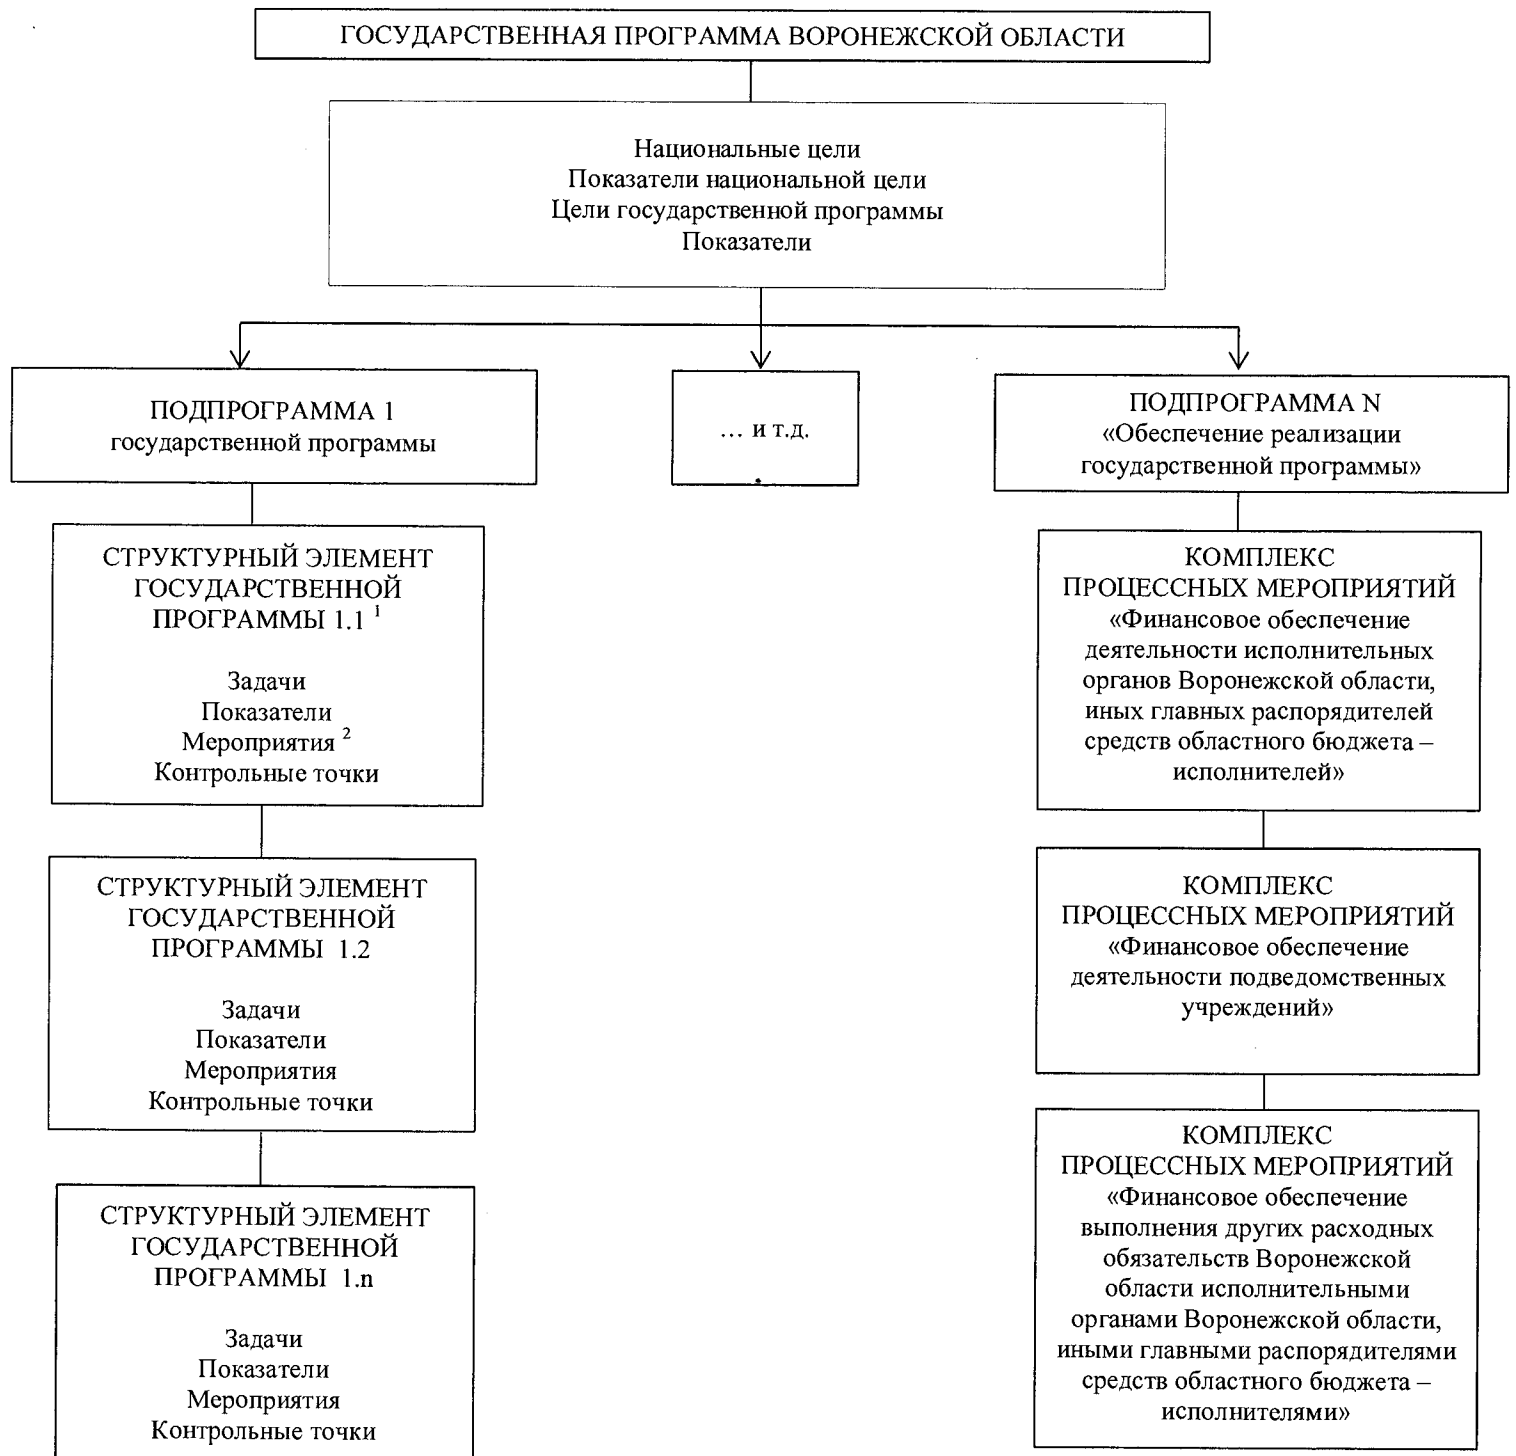 ГОСУДАРСТВЕННАЯ ПРОГРАММА ВОРОНЕЖСКОЙ ОБЛАСТИ
Национальные цели
Показатели национальной цели
Цели государственной программы
Показатели
ПОДПРОГРАММА 1
государственной программы
... и т.д.
ПОДПРОГРАММА N
«Обеспечение реализации
государственной программы»
СТРУКТУРНЫЙ ЭЛЕМЕНТ
ГОСУДАРСТВЕННОЙ
ПРОГРАММЫ 1.1 ¹
Задачи
Показатели
Мероприятия ²
Контрольные точки
СТРУКТУРНЫЙ ЭЛЕМЕНТ
ГОСУДАРСТВЕННОЙ
ПРОГРАММЫ 1.2
Задачи
Показатели
Мероприятия
Контрольные точки
СТРУКТУРНЫЙ ЭЛЕМЕНТ
ГОСУДАРСТВЕННОЙ
ПРОГРАММЫ 1.n
Задачи
Показатели
Мероприятия
Контрольные точки
КОМПЛЕКС
ПРОЦЕССНЫХ МЕРОПРИЯТИЙ
«Финансовое обеспечение
деятельности исполнительных
органов Воронежской области,
иных главных распорядителей
средств областного бюджета –
исполнителей»
КОМПЛЕКС
ПРОЦЕССНЫХ МЕРОПРИЯТИЙ
«Финансовое обеспечение
деятельности подведомственных
учреждений»
КОМПЛЕКС
ПРОЦЕССНЫХ МЕРОПРИЯТИЙ
«Финансовое обеспечение
выполнения других расходных
обязательств Воронежской
области исполнительными
органами Воронежской области,
иными главными распорядителями
средств областного бюджета –
исполнителями»